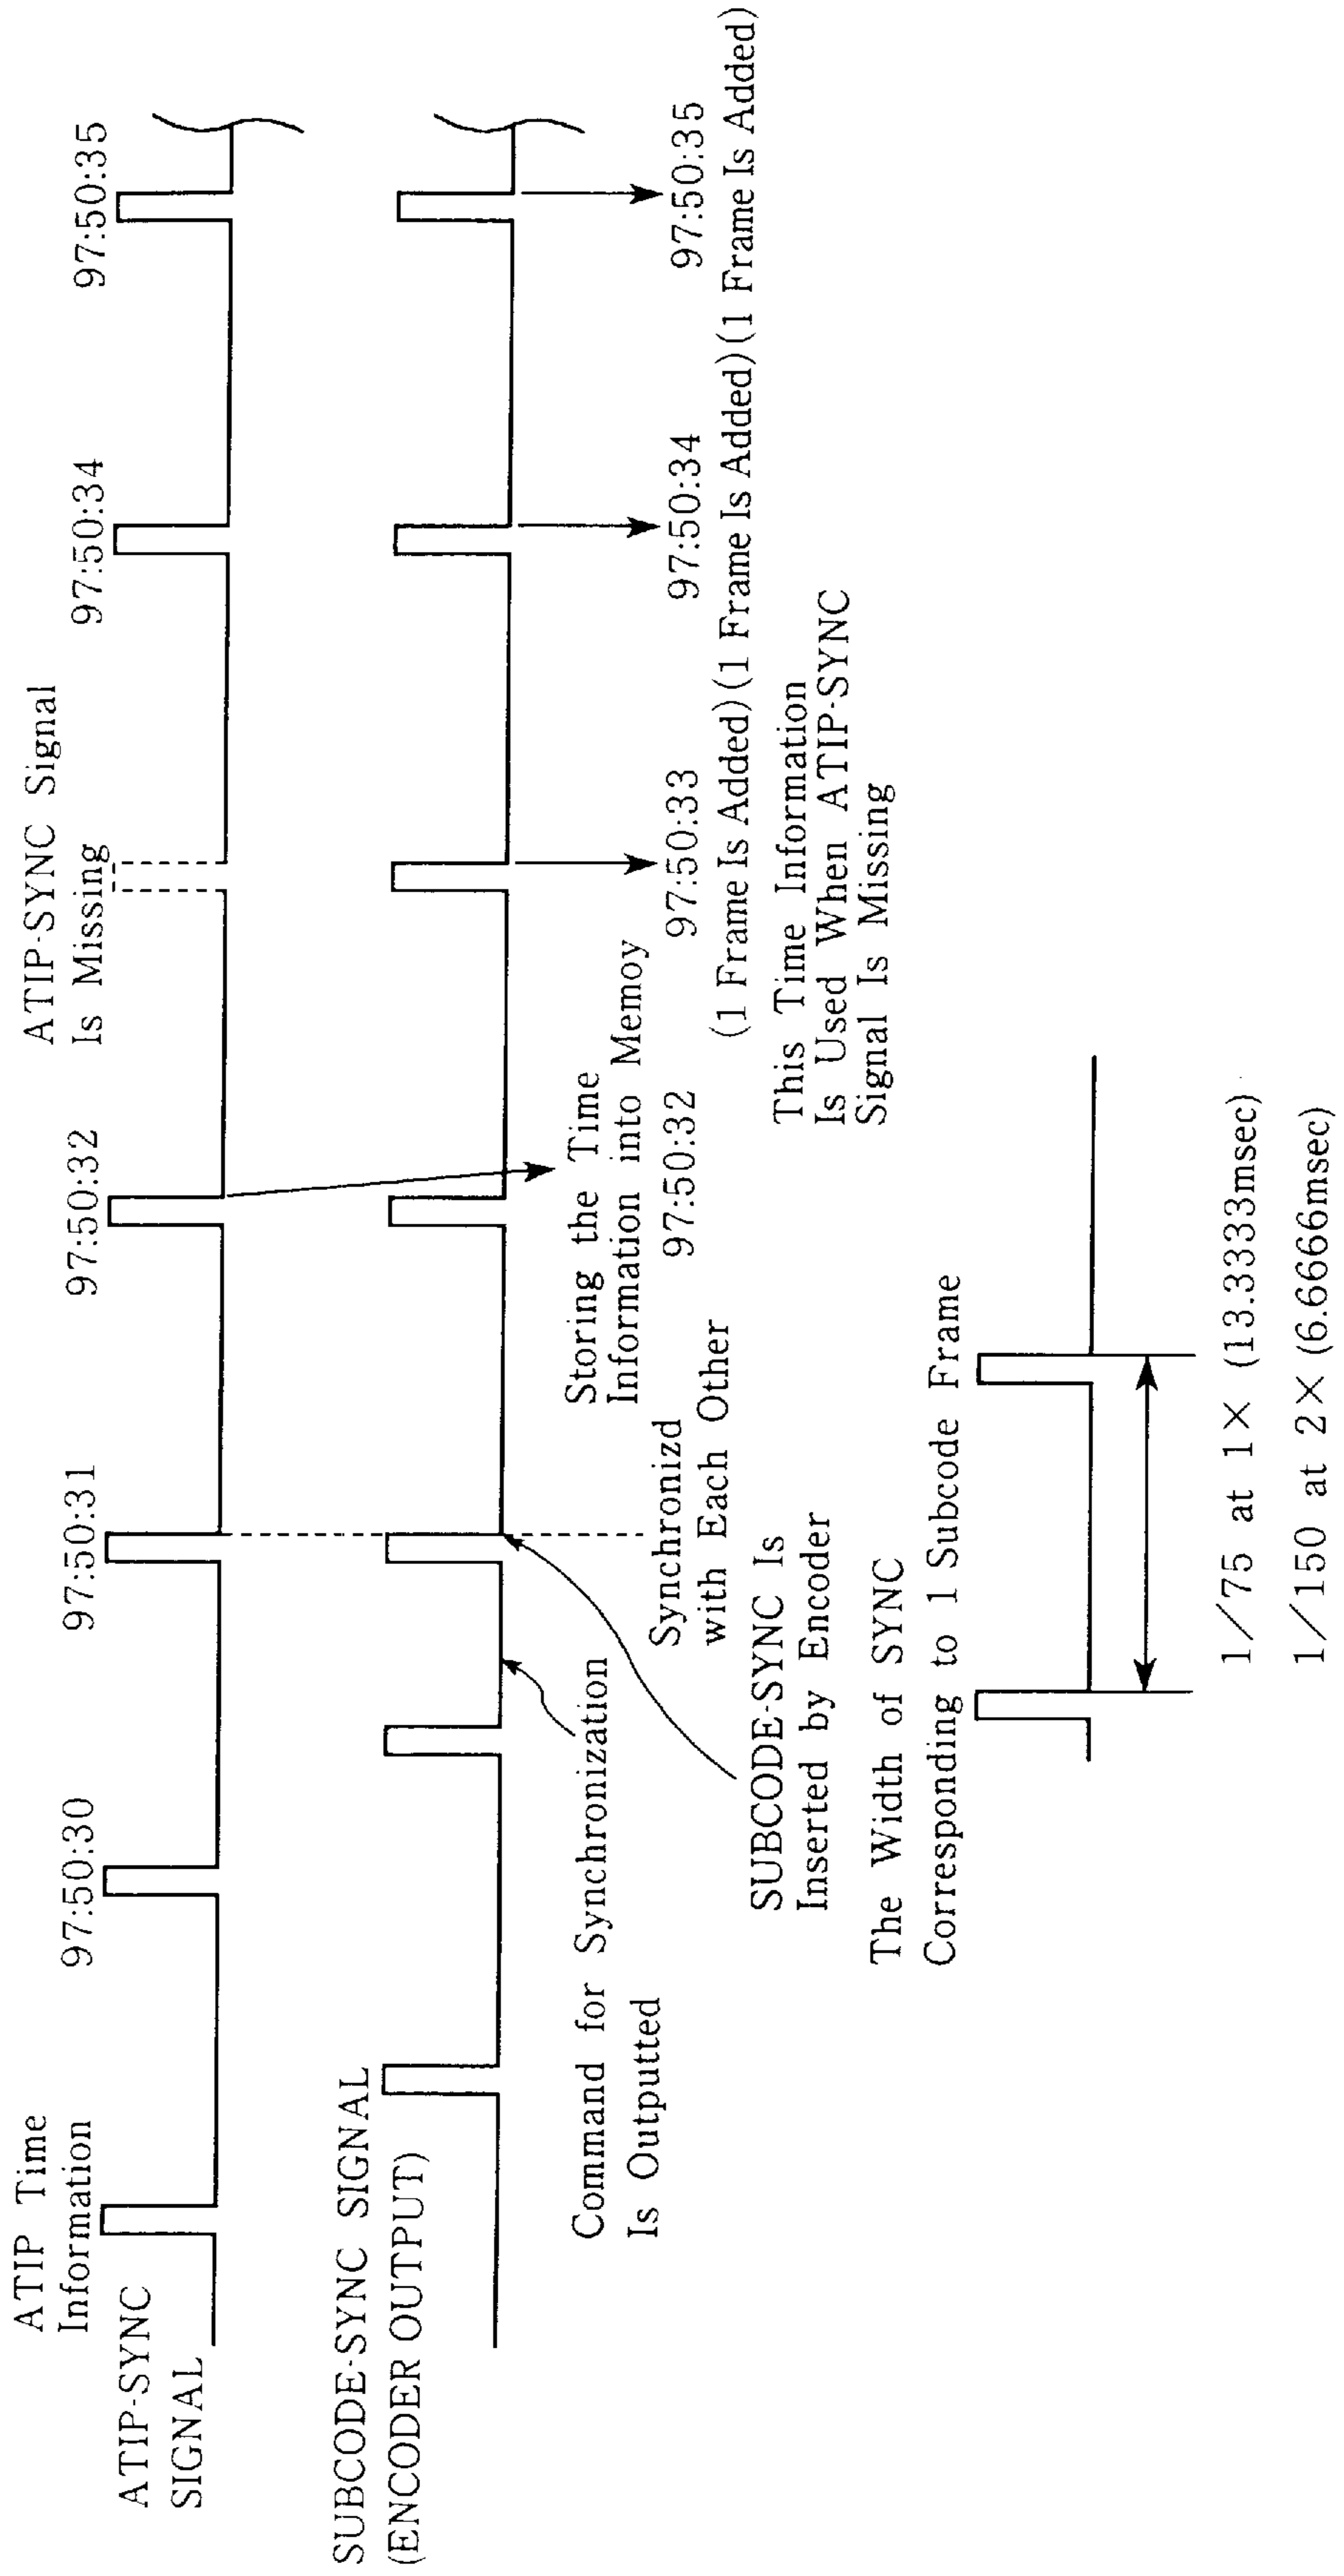 ATIP Time
Information
ATIP-SYNC
SIGNAL
97:50:30
97:50:31
97:50:32
ATIP-SYNC Signal
Is Missing
97:50:34
97:50:35
SUBCODE-SYNC SIGNAL
(ENCODER OUTPUT)
Command for Synchronization
Is Outputted
Synchronizd
with Each Other
SUBCODE-SYNC Is
Inserted by Encoder
Storing the Time
Information into Memoy
97:50:32
97:50:33
97:50:34
97:50:35
(1 Frame Is Added)(1 Frame Is Added)(1 Frame Is Added)
This Time Information
Is Used When ATIP-SYNC
Signal Is Missing
The Width of SYNC
Corresponding to 1 Subcode Frame
1/75 at 1× (13.3333msec)
1/150 at 2× (6.6666msec)